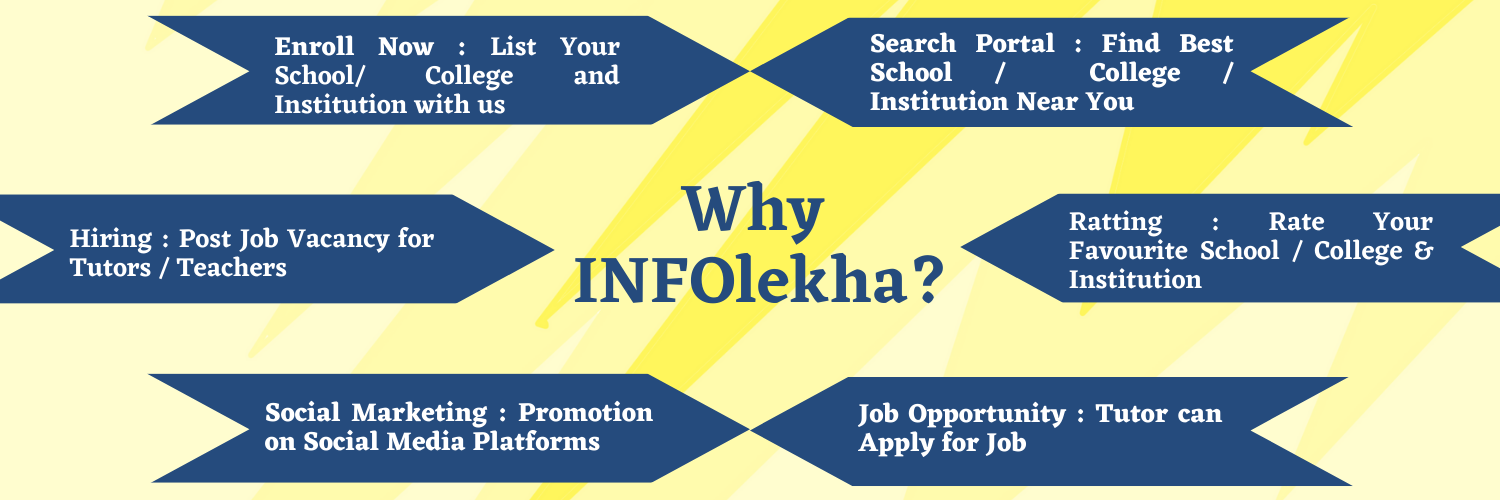 Enroll Now : List Your
School/ College and
Institution with us
Search Portal : Find Best
School / College /
Institution Near You
Hiring : Post Job Vacancy for
Tutors / Teachers
Why
INFOlekha?
Ratting : Rate Your
Favourite School / College &
Institution
Social Marketing : Promotion
on Social Media Platforms
Job Opportunity : Tutor can
Apply for Job